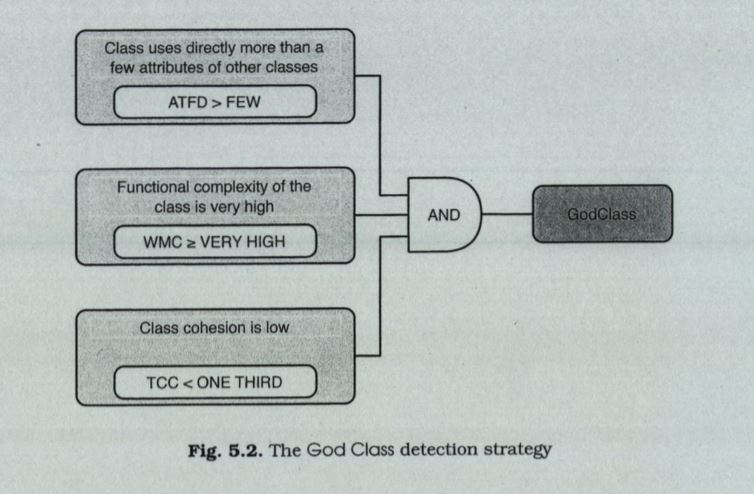 Class uses directly more than a
few attributes of other classes
ATFD > FEW
Functional complexity of the
class is very high
WMC ≥ VERY HIGH
Class cohesion is low
TCC < ONE THIRD
AND
GodClass
Fig. 5.2. The God Class detection strategy